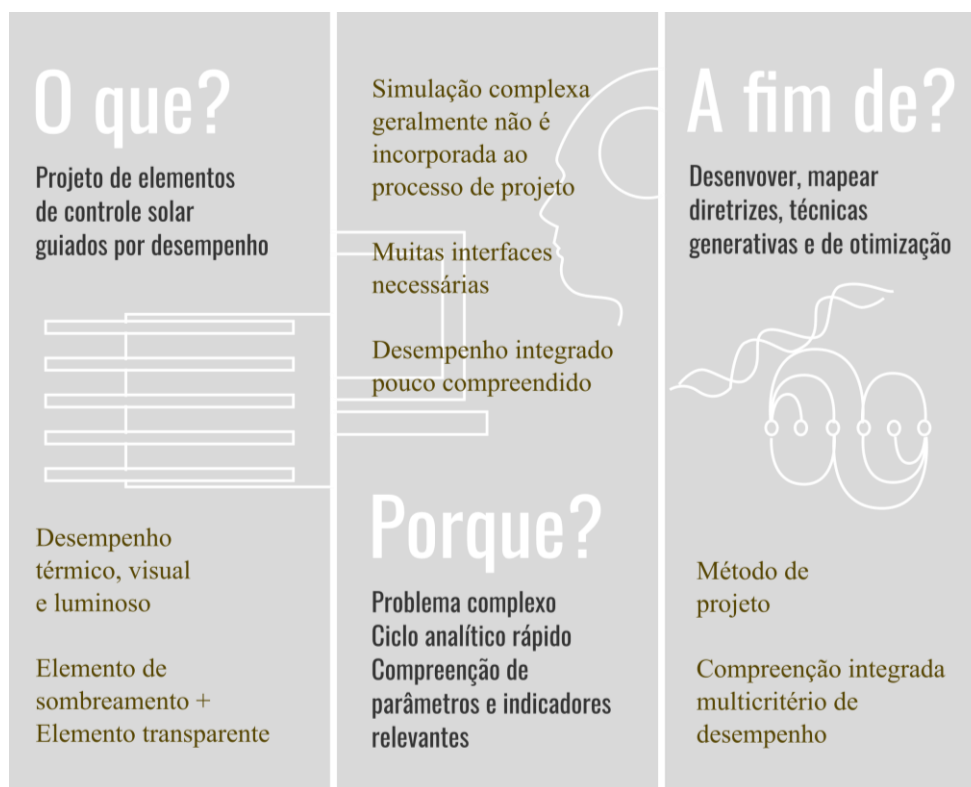 O que?
Projeto de elementos
de controle solar
guiados por desempenho
Desempenho
térmico, visual
e luminoso
Elemento de
sombreamento +
Elemento transparente
Simulação complexa
geralmente não é
incorporada ao
processo de projeto
Muitas interfaces
necessárias
Desempenho integrado
pouco compreendido
Porque?
Problema complexo
Ciclo analítico rápido
Compreenção de
parâmetros e indicadores
relevantes
A fim de?
Desenvover, mapear
diretrizes, técnicas
generativas e de otimização
Método de
projeto
Compreenção integrada
multicritério de
desempenho